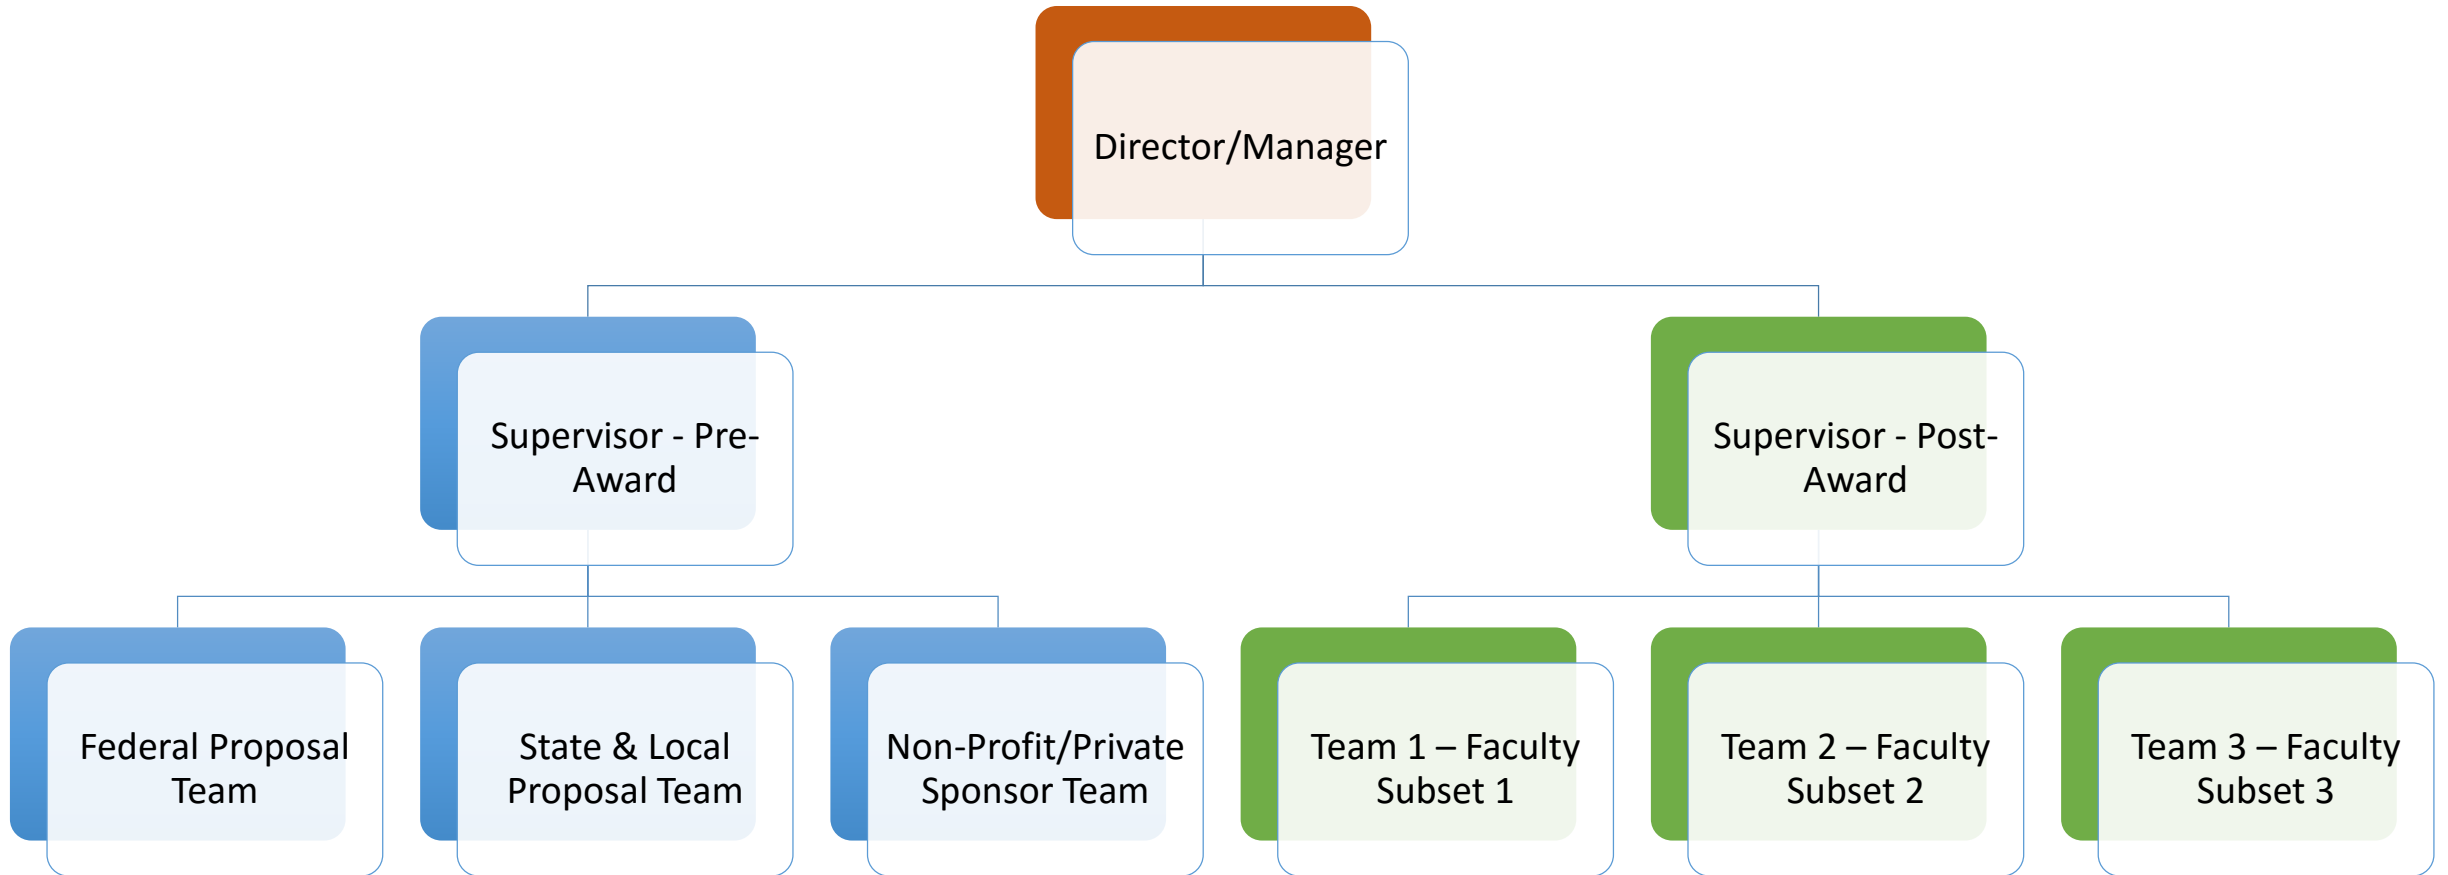 Director/Manager
Supervisor - Pre-
Award
Supervisor - Post-
Award
Federal Proposal
Team
State & Local
Proposal Team
Non-Profit/Private
Sponsor Team
Team 1 – Faculty
Subset 1
Team 2 – Faculty
Subset 2
Team 3 – Faculty
Subset 3